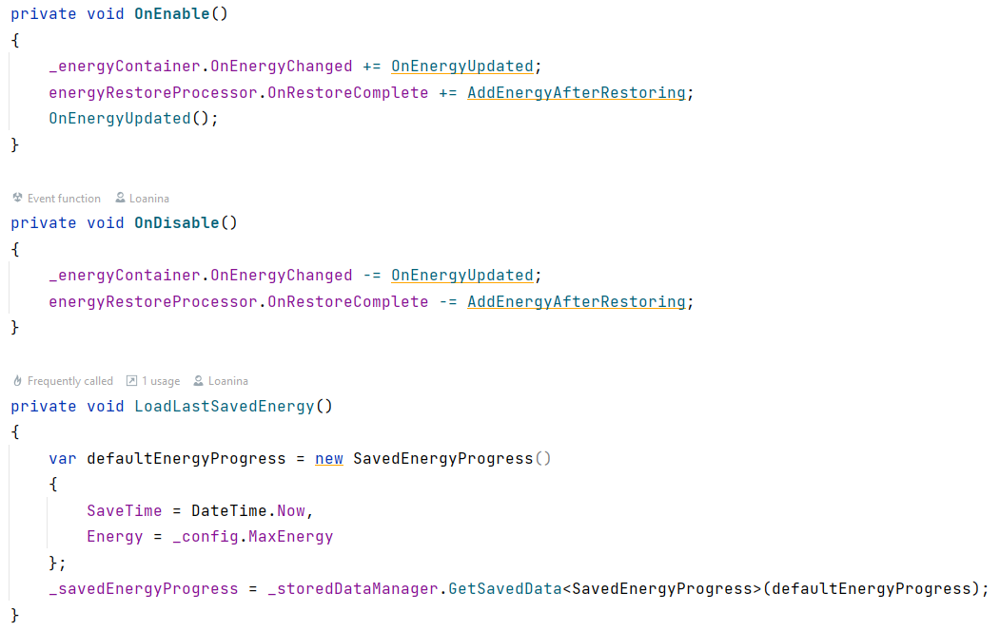 private void OnEnable()
{
    _energyContainer.OnEnergyChanged += OnEnergyUpdated;
    energyRestoreProcessor.OnRestoreComplete += AddEnergyAfterRestoring;
    OnEnergyUpdated();
}
Event function Loanina
private void OnDisable()
{
    _energyContainer.OnEnergyChanged -= OnEnergyUpdated;
    energyRestoreProcessor.OnRestoreComplete -= AddEnergyAfterRestoring;
}
Frequently called 1 usage Loanina
private void LoadLastSavedEnergy()
{
    var defaultEnergyProgress = new SavedEnergyProgress()
    {
        SaveTime = DateTime.Now,
        Energy = _config.MaxEnergy
    };
    _savedEnergyProgress = _storedDataManager.GetSavedData<SavedEnergyProgress>(defaultEnergyProgress);
}